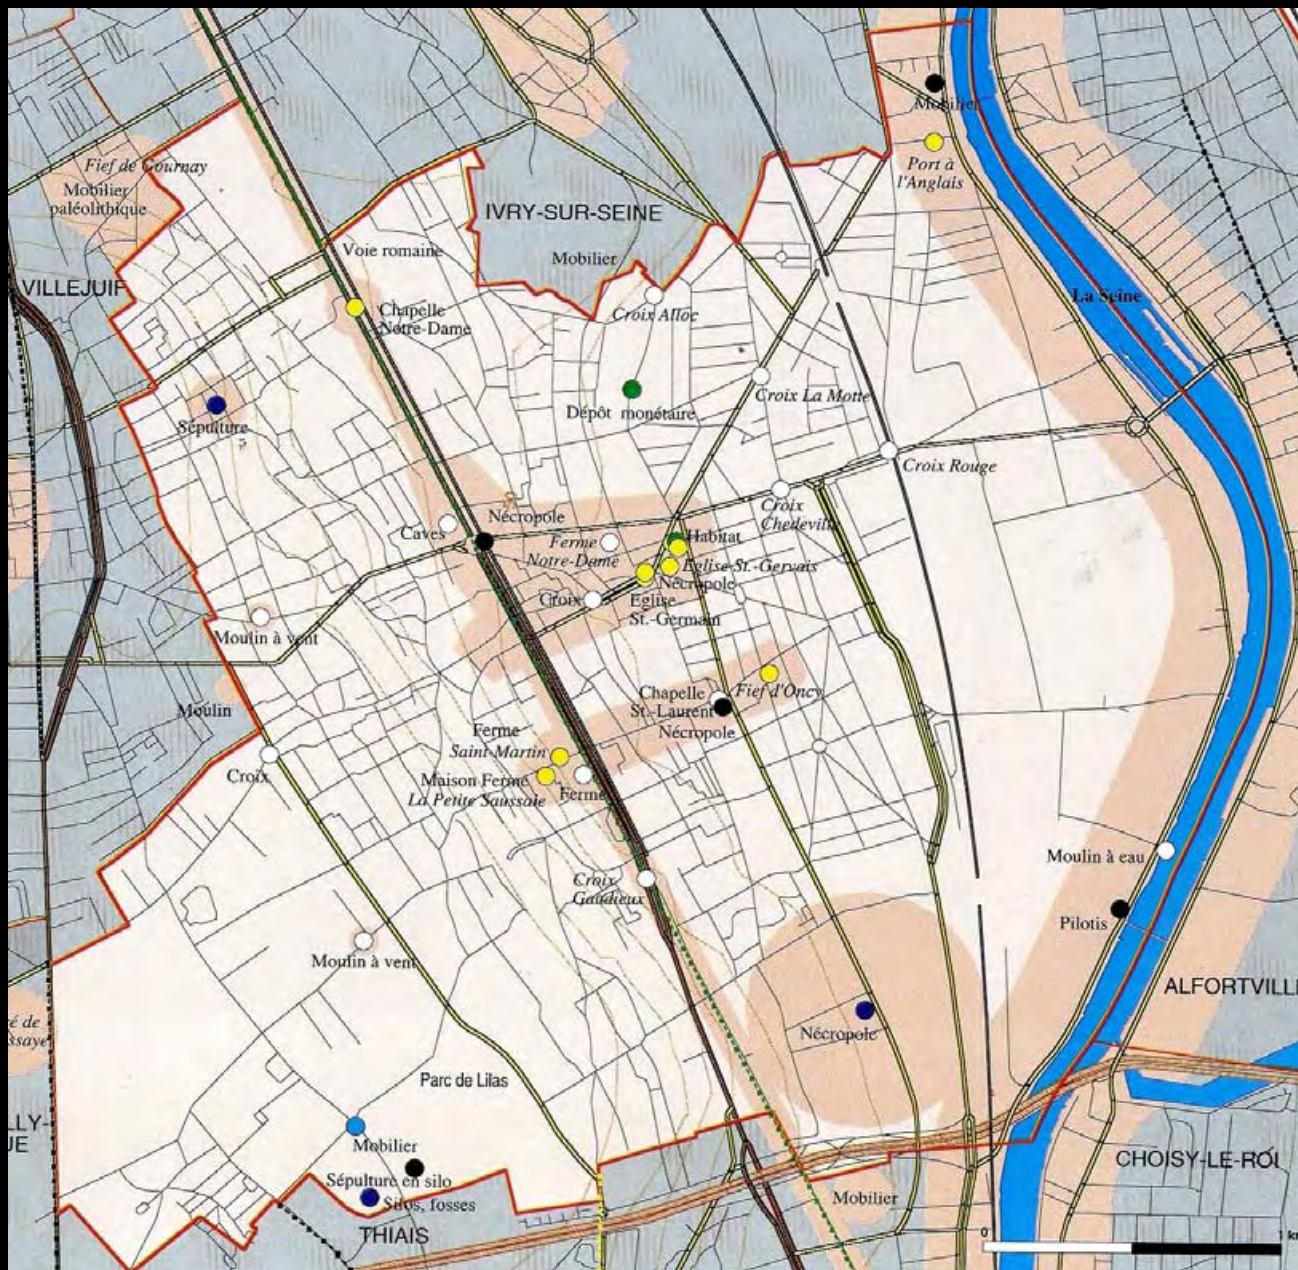 Mobilier
Fief de Gournay
Mobilier
paléolithique
Port à
l'Anglais
IVRY-SUR-SEINE
Voie romaine
Mobilier
VILLEJUIF
La Seine
Chapelle
Notre-Dame
Croix Alloc
Croix La Motte
Dépôt monétaire
Sépulture
Croix Rouge
Croix
Chedeville
Nécropole
Caves
Ferme
Notre-Dame
Habitat
Eglise St.-Gervais
Nécropole
Croix
Eglise
St.-Germain
Moulin à vent
Chapelle
St.-Laurent
Fief d'Oncy
Nécropole
Moulin
Ferme
Saint-Martin
Croix
Maison Ferme
La Petite Saussaie
Ferme
Moulin à eau
Croix
Gaudieux
Pilotis
Moulin à vent
ALFORTVILLE
Nécropole
Parc de Lilas
Mobilier
CHOISY-LE-ROI
Sépulture en silo
Mobilier
Silos, fosses
THIAIS
0
1 km